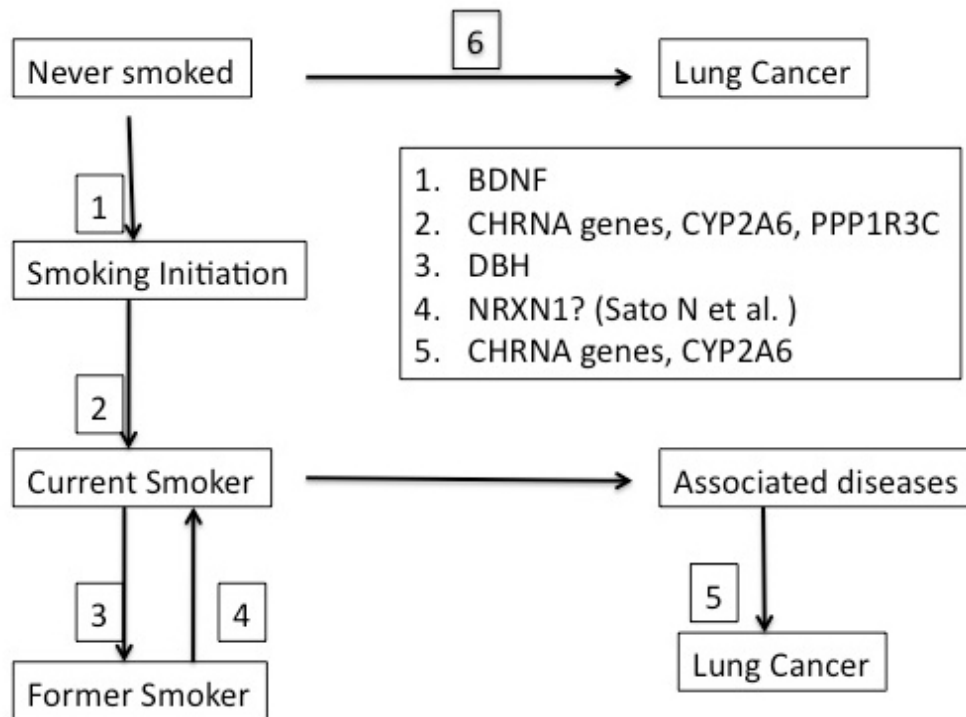 6
Never smoked
Lung Cancer
1
1. BDNF
2. CHRNA genes, CYP2A6, PPP1R3C
3. DBH
4. NRXN1? (Sato N et al. )
5. CHRNA genes, CYP2A6
Smoking Initiation
2
Current Smoker
Associated diseases
3
4
5
Former Smoker
Lung Cancer